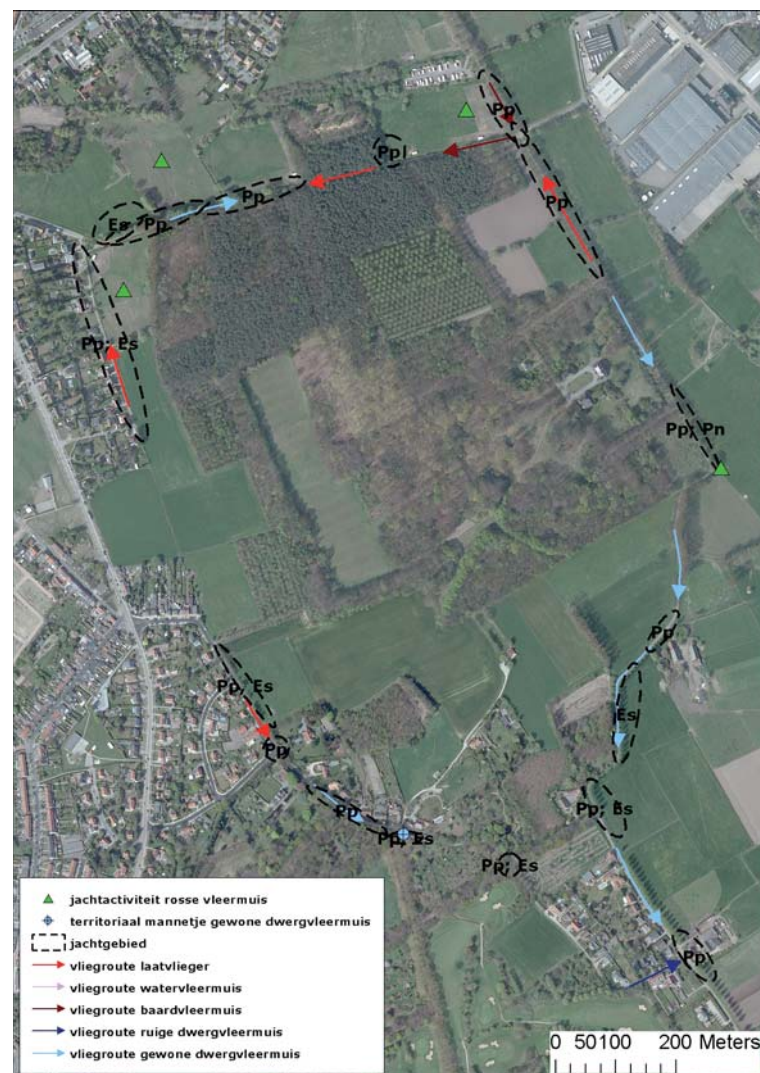 Pp
Ppl
Es
Pp
Pp
Pp
Pp; Es
Pp; Pn
Pp
Pp; Es
Es
Pp
Pp
Pp; Es
Pp; Es
Pp; Es
Pp
jachtactiviteit rosse vleermuis
territoriaal mannetje gewone dwergvleermuis
jachtgebied
vliegroute laatvlieger
vliegroute watervleermuis
vliegroute baardvleermuis
vliegroute ruige dwergvleermuis
vliegroute gewone dwergvleermuis
0 50100 200 Meters